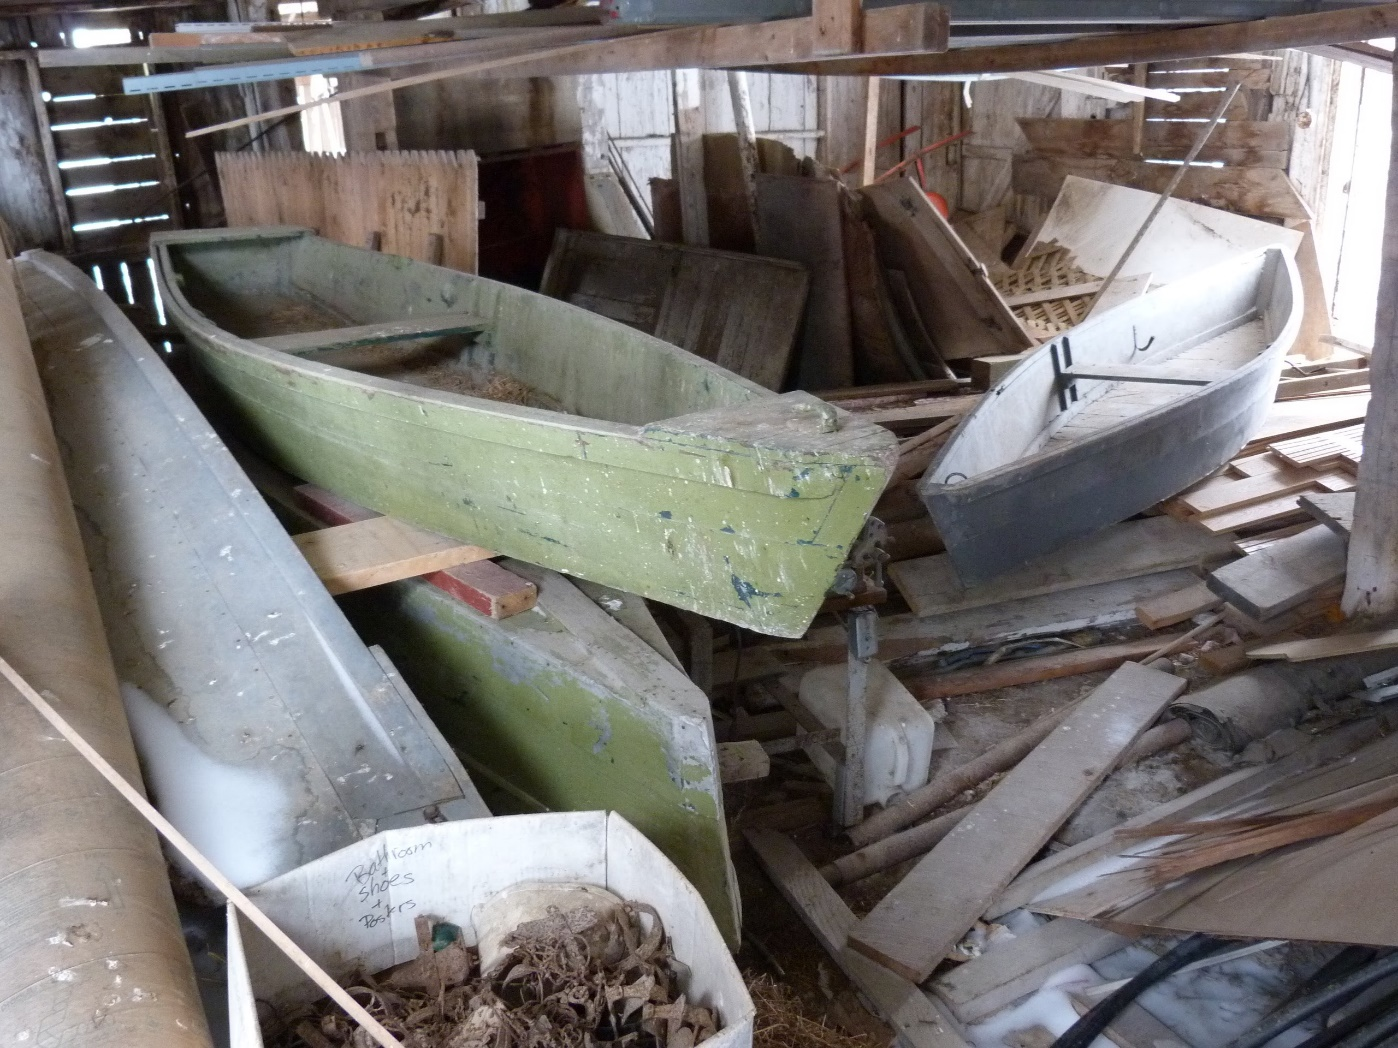 Bathroom
+
Shoes
+
Posters